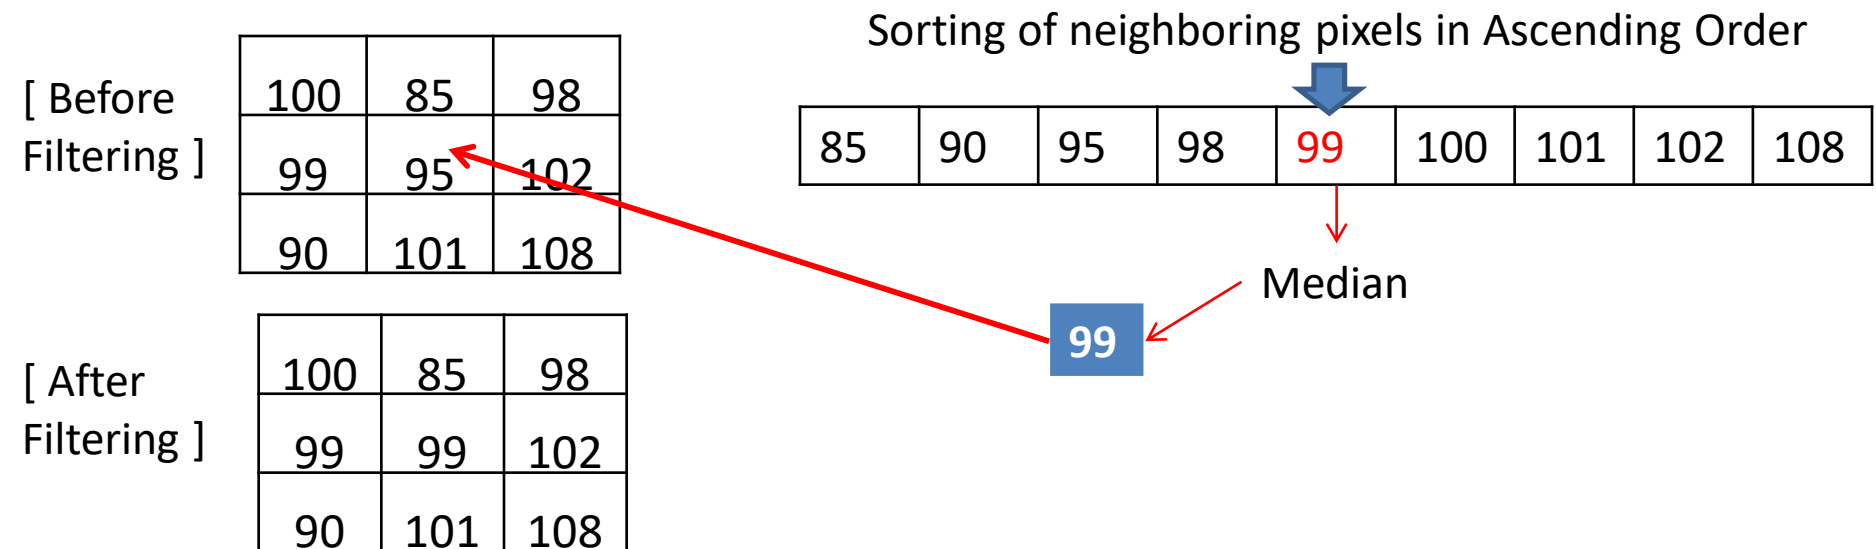 Sorting of neighboring pixels in Ascending Order
[ Before
Filtering ]
100 85 98
99 95 102
90 101 108
85 90 95 98 99 100 101 102 108
Median
99
[ After
Filtering ]
100 85 98
99 99 102
90 101 108